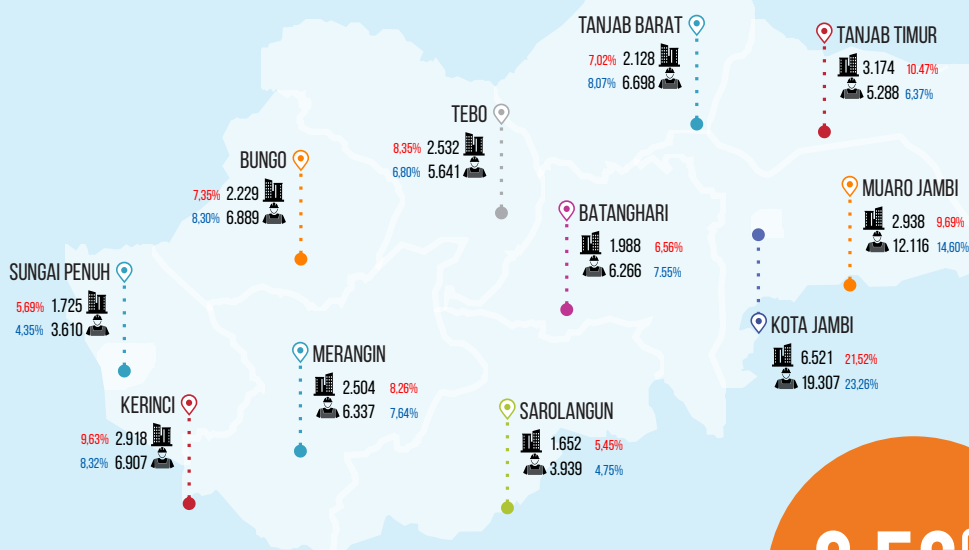 TANJAB BARAT
7,02% 2.128
8,07% 6.698
TANJAB TIMUR
3.174 10.47%
5.288 6,37%
TEBO
8,35% 2.532
6,80% 5.641
BUNGO
7,35% 2.229
8,30% 6.889
MUARO JAMBI
2.938 9,69%
12.116 14,60%
BATANGHARI
1.988 6,56%
6.266 7.55%
SUNGAI PENUH
5,69% 1.725
4,35% 3.610
KOTA JAMBI
6.521 21,52%
19.307 23,26%
MERANGIN
2.504 8,26%
6.337 7,64%
KERINCI
9,63% 2.918
8,32% 6.907
SAROLANGUN
1.652 5,45%
3.939 4,75%